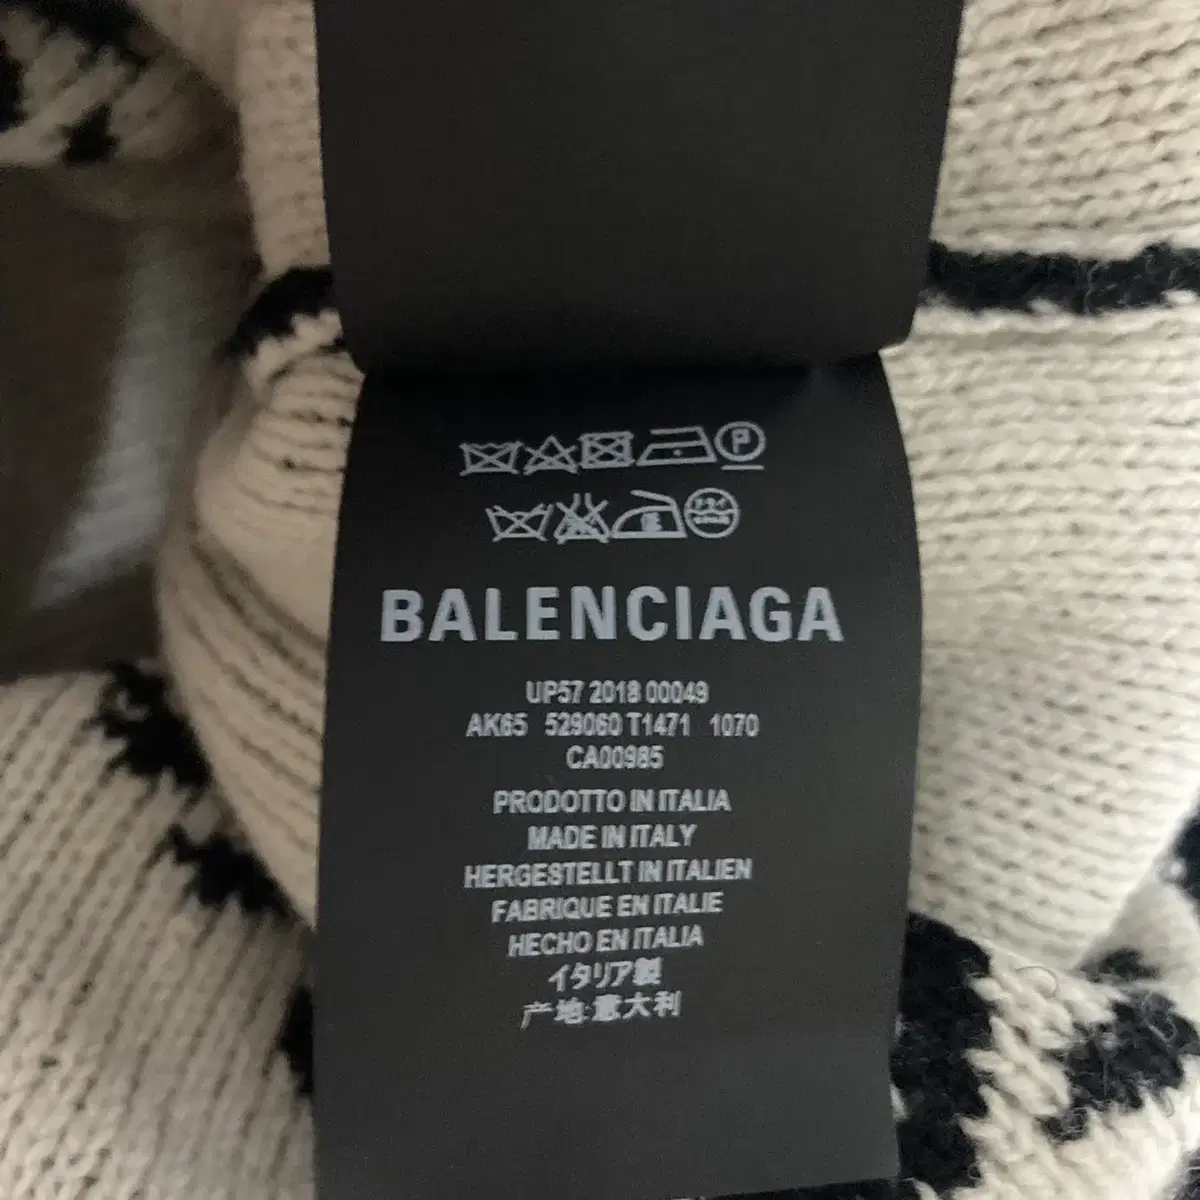 P
BALENCIAGA
UP57 2018 00049
AK65 529060 T1471 1070
CA00985
PRODOTTO IN ITALIA
MADE IN ITALY
HERGESTELLT IN ITALIEN
FABRIQUE EN ITALIE
HECHO EN ITALIA
イタリア製
产地:意大利